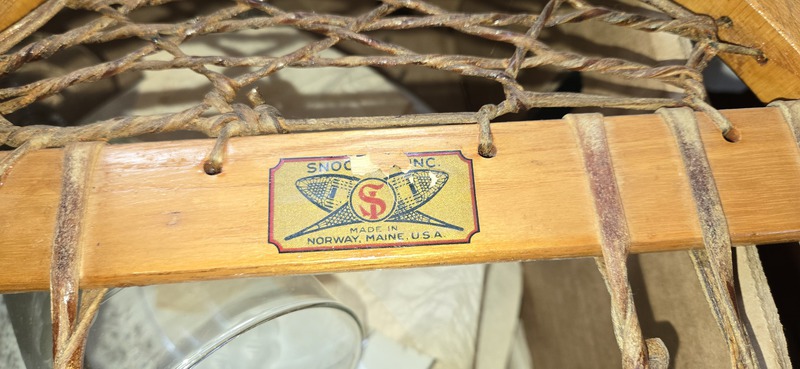 INC.
S
MADE IN
NORWAY, MAINE, U.S.A.